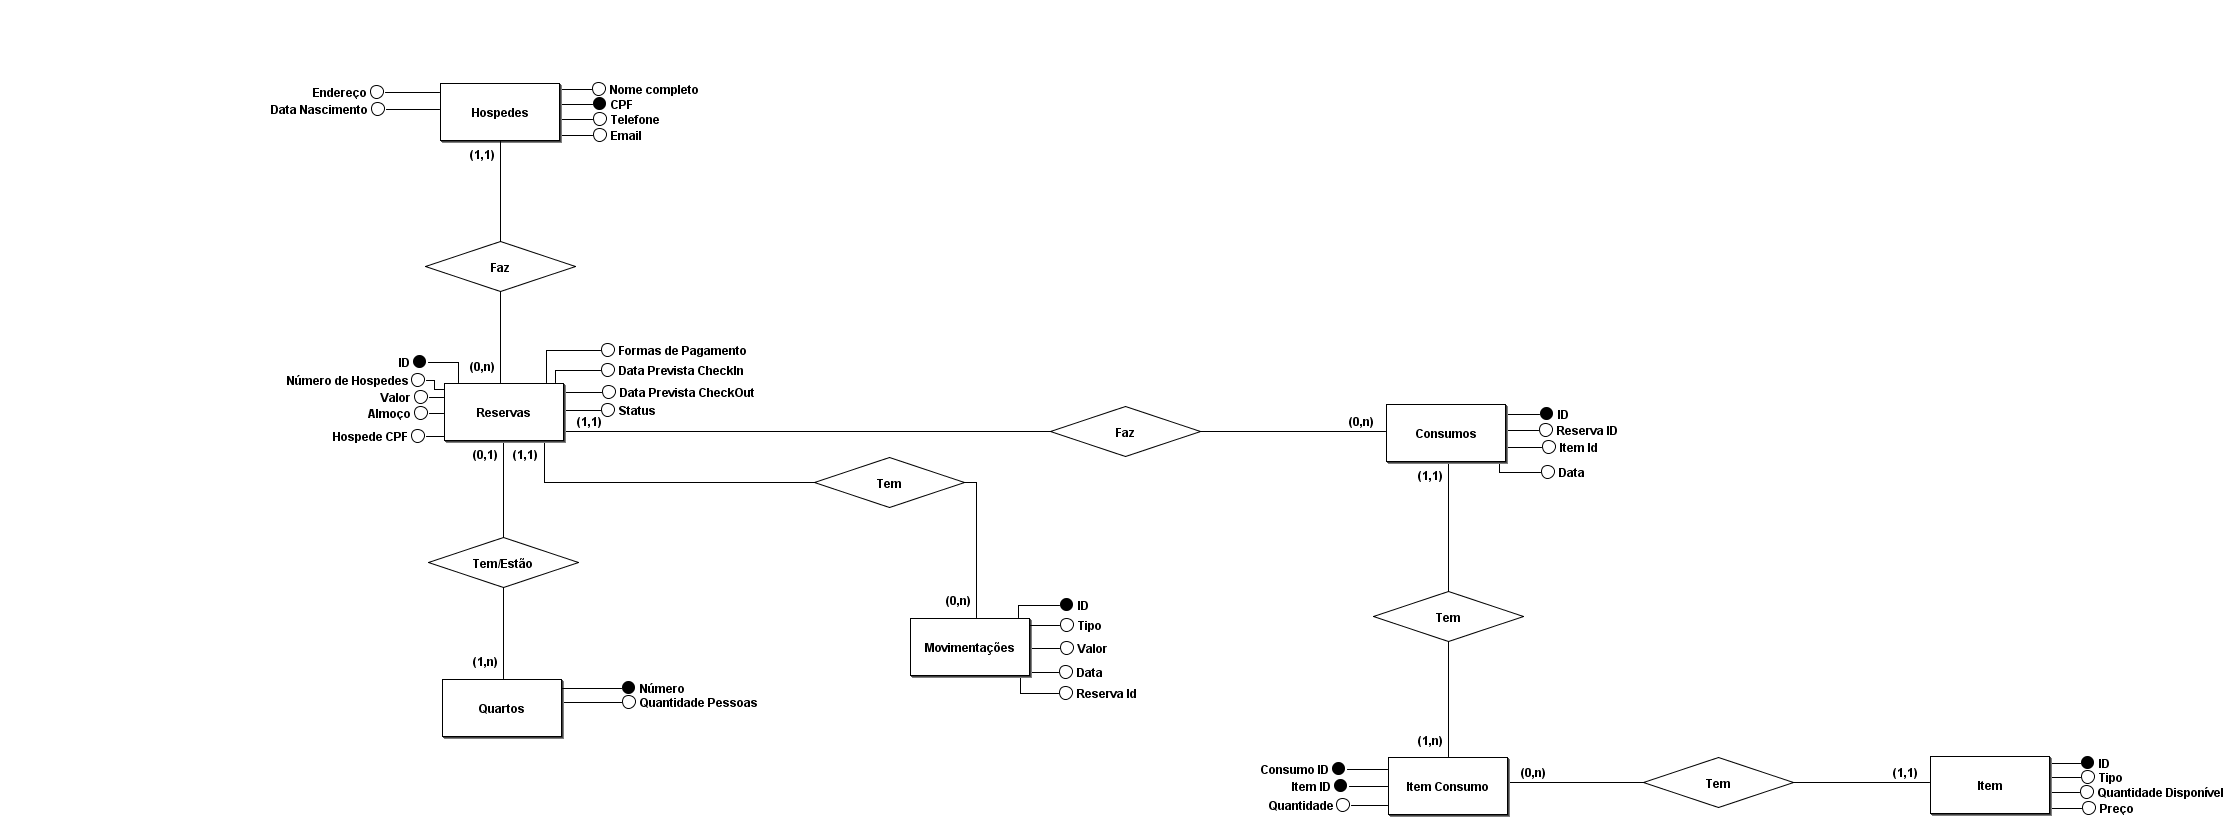 Endereço
Data Nascimento
Hospedes
Nome completo
CPF
Telefone
Email
(1,1)
Faz
(0,n)
ID
Número de Hospedes
Valor
Almoço
Hospede CPF
Reservas
Formas de Pagamento
Data Prevista CheckIn
Data Prevista CheckOut
Status
(1,1)
Faz
(0,n)
Consumos
ID
Reserva ID
Item Id
Data
(0,1)
(1,1)
Tem
(1,1)
Tem/Estão
(0,n)
Movimentações
ID
Tipo
Valor
Data
Reserva Id
Tem
(1,n)
Quartos
Número
Quantidade Pessoas
(1,n)
Consumo ID
Item ID
Quantidade
Item Consumo
(0,n)
Tem
(1,1)
Item
ID
Tipo
Quantidade Disponível
Preço